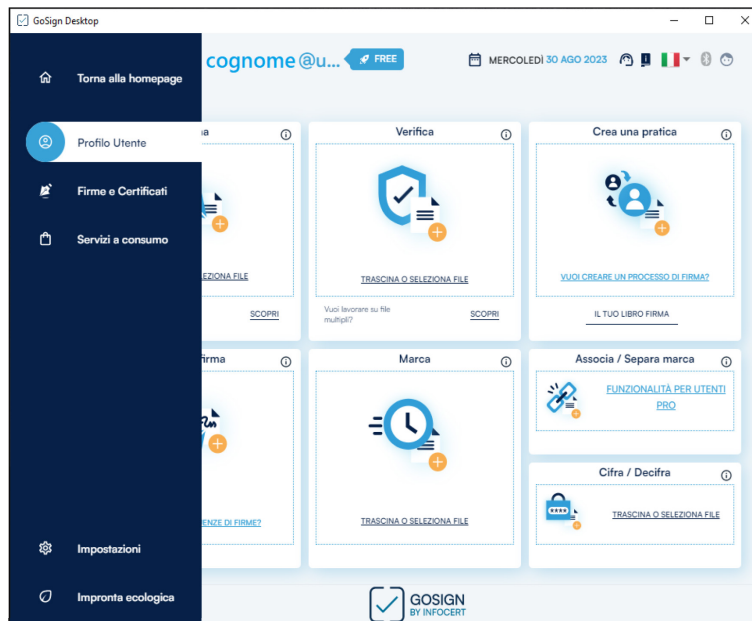 GoSign Desktop
cognome@u...
FREE
MERCOLEDÌ 30 AGO 2023
Torna alla homepage
Profilo Utente
Firme e Certificati
Servizi a consumo
Impostazioni
Impronta ecologica
LEZIONA FILE
SCOPRI
Verifica
TRASCINA O SELEZIONA FILE
Vuoi lavorare su file
multipli?
SCOPRI
Crea una pratica
VUOI CREARE UN PROCESSO DI FIRMA?
IL TUO LIBRO FIRMA
firma
ENZE DI FIRME?
Marca
TRASCINA O SELEZIONA FILE
Associa / Separa marca
FUNZIONALITÀ PER UTENTI
PRO
Cifra / Decifra
****
TRASCINA O SELEZIONA FILE
GOSIGN
BY INFOCERT